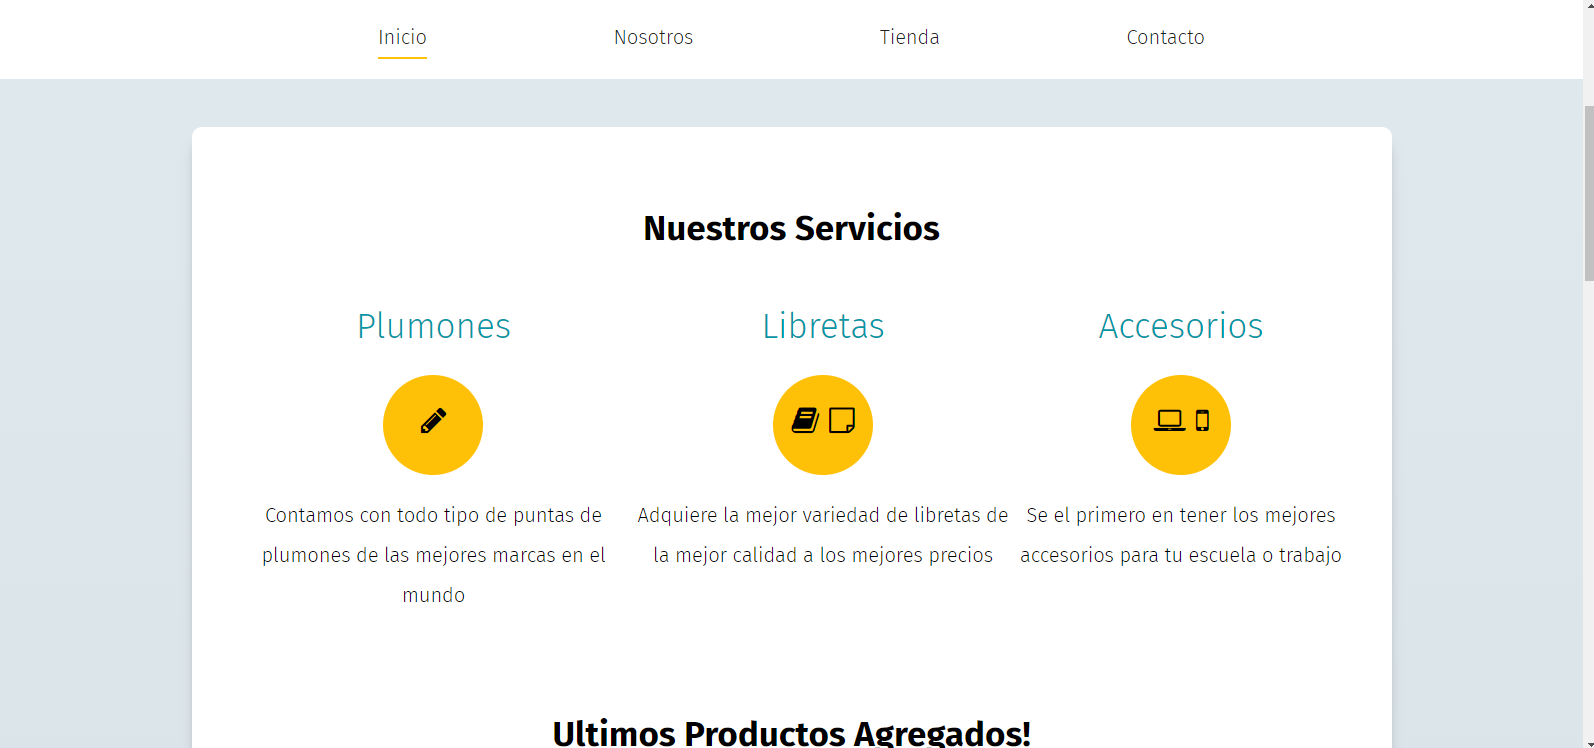 Inicio
Nosotros
Tienda
Contacto
Nuestros Servicios
Plumones
Contamos con todo tipo de puntas de
plumones de las mejores marcas en el
mundo
Libretas
Adquiere la mejor variedad de libretas de
la mejor calidad a los mejores precios
Accesorios
Se el primero en tener los mejores
accesorios para tu escuela o trabajo
Ultimos Productos Agregados!